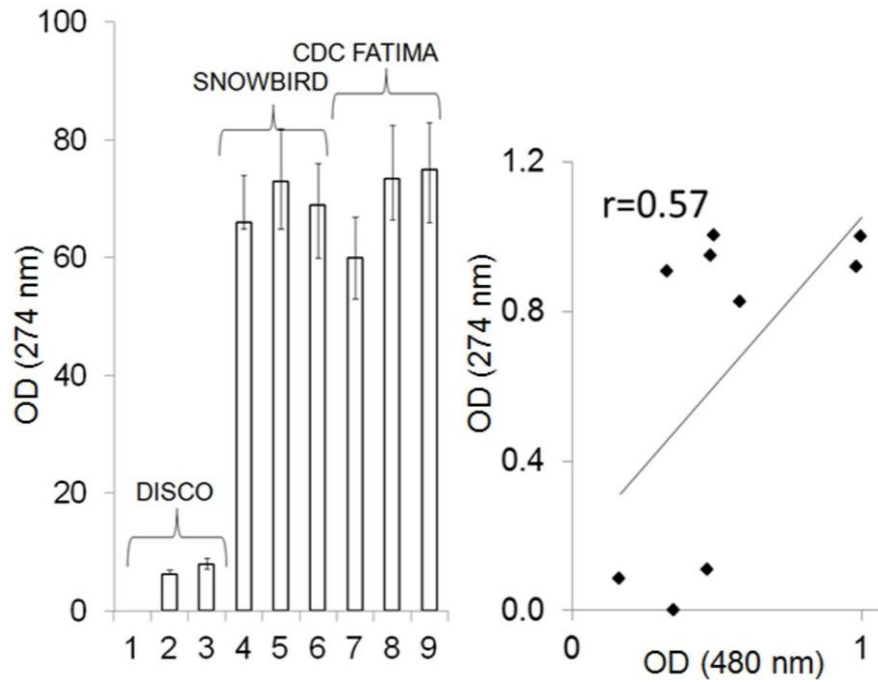 100
80
60
40
20
0
OD (274 nm)
DISCO
SNOWBIRD
CDC FATIMA
1 2 3 4 5 6 7 8 9
1.2
0.8
0.4
0.0
OD (274 nm)
r=0.57
0 1
OD (480 nm)